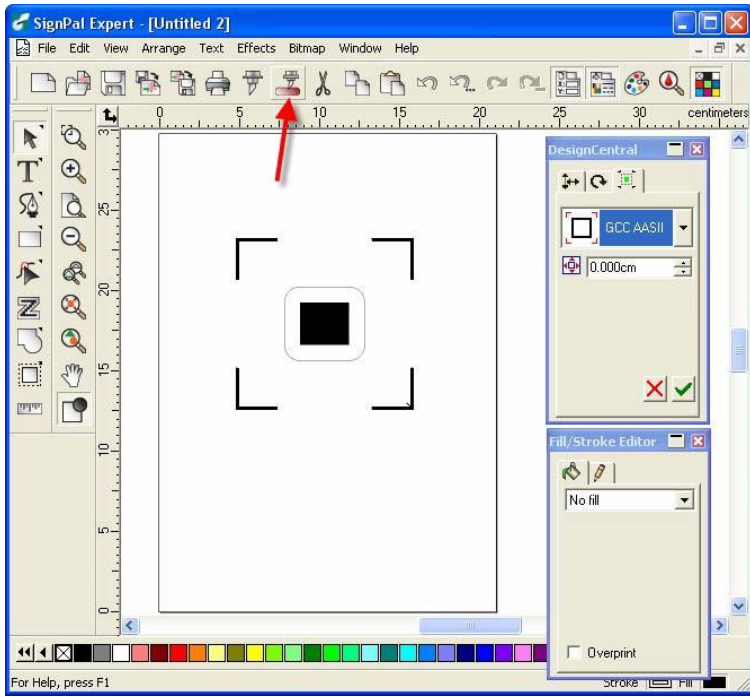 SignPal Expert - [Untitled 2]
File Edit View Arrange Text Effects Bitmap Window Help
0 5 10 15 20 25 30 centimeters
DesignCentral
GCC AASII
0.000cm
25
20
15
10
5
0
Fill/Stroke Editor
No fill
Overprint
For Help, press F1
Stroke Fill